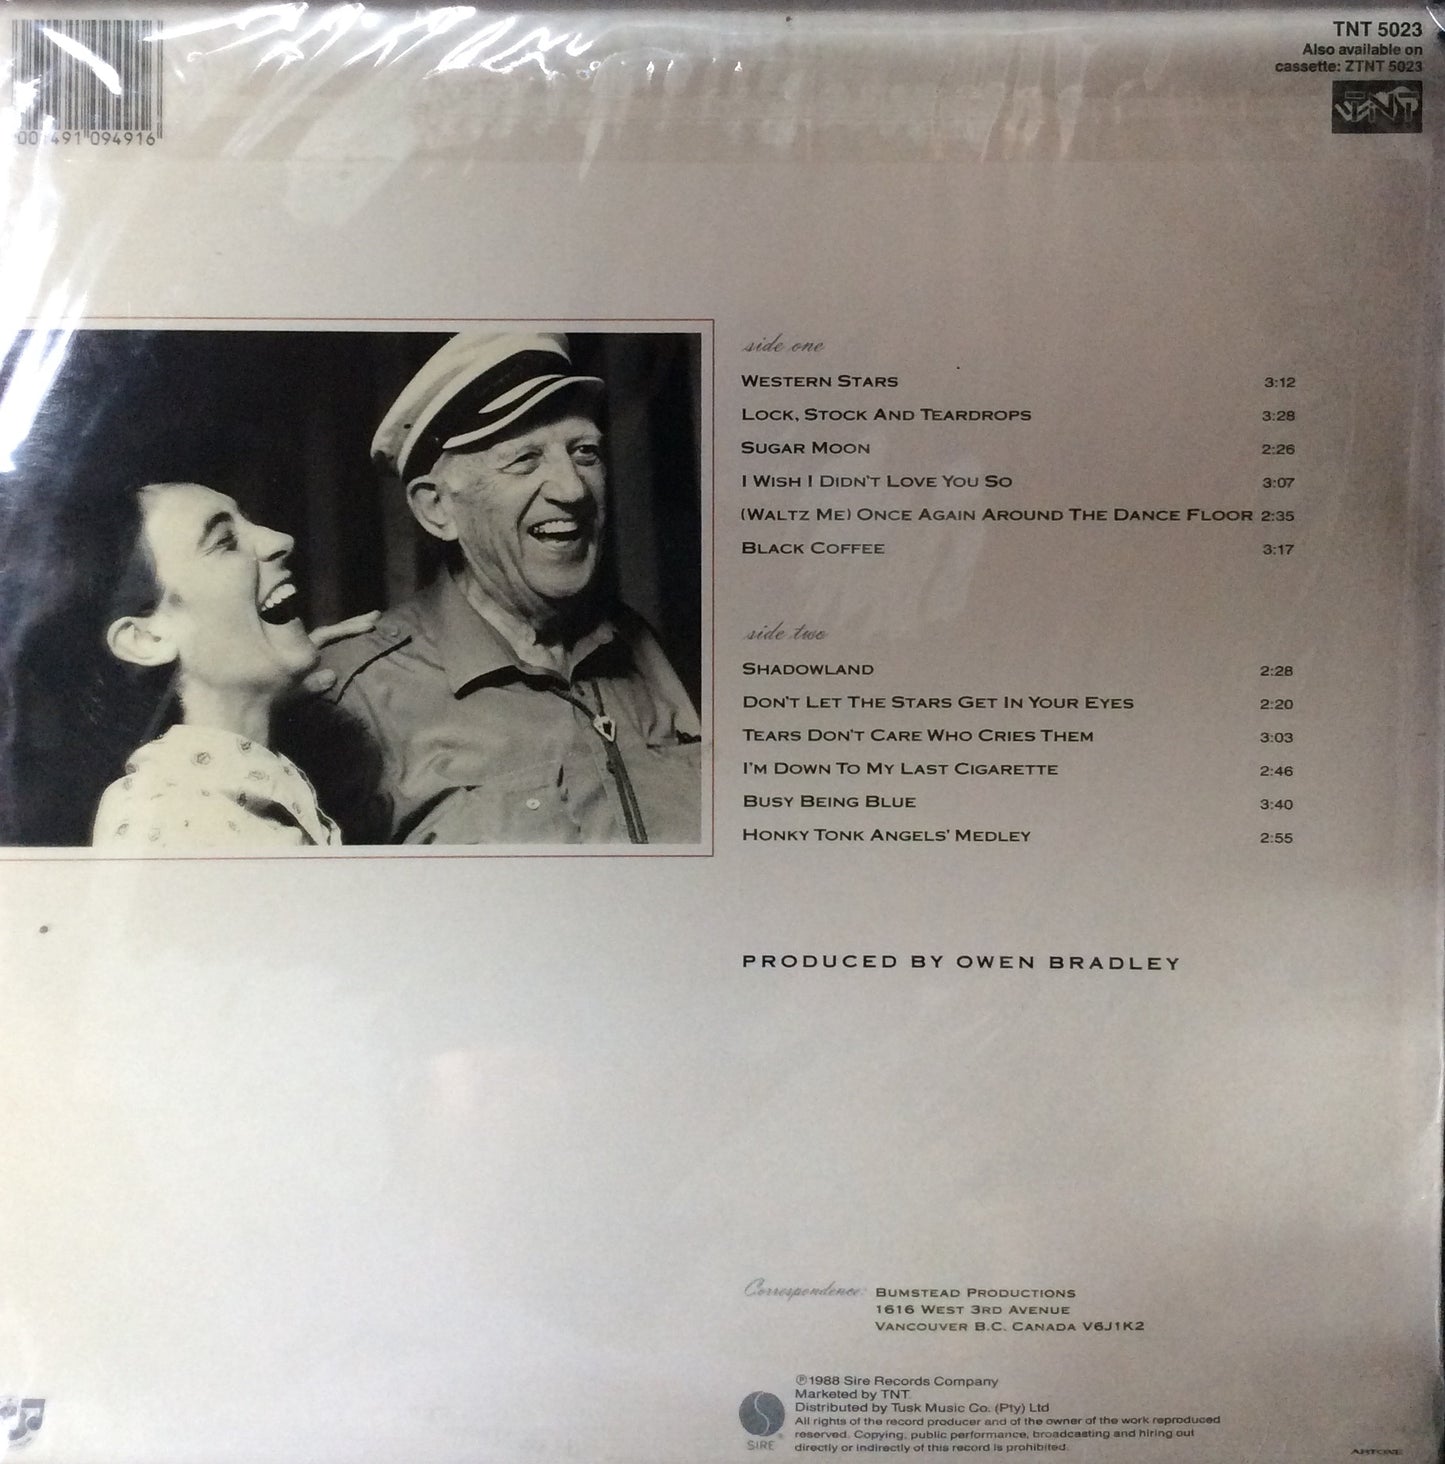 TNT 5023
Also available on
cassette: ZTNT 5023
side one
WESTERN STARS 3:12
LOCK, STOCK AND TEARDROPS 3:28
SUGAR MOON 2:26
I WISH I DIDN'T LOVE YOU SO 3:07
(WALTZ ME) ONCE AGAIN AROUND THE DANCE FLOOR 2:35
BLACK COFFEE 3:17
side two
SHADOWLAND 2:28
DON'T LET THE STARS GET IN YOUR EYES 2:20
TEARS DON'T CARE WHO CRIES THEM 3:03
I'M DOWN TO MY LAST CIGARETTE 2:46
BUSY BEING BLUE 3:40
HONKY TONK ANGELS' MEDLEY 2:55
PRODUCED BY OWEN BRADLEY
Correspondence: BUMSTEAD PRODUCTIONS
1616 WEST 3RD AVENUE
VANCOUVER B.C. CANADA V6J1K2
℗1988 Sire Records Company
Marketed by TNT
Distributed by Tusk Music Co. (Pty) Ltd
All rights of the record producer and of the owner of the work reproduced
reserved. Copying, public performance, broadcasting and hiring out
directly or indirectly of this record is prohibited.
SIRE
ARTONE